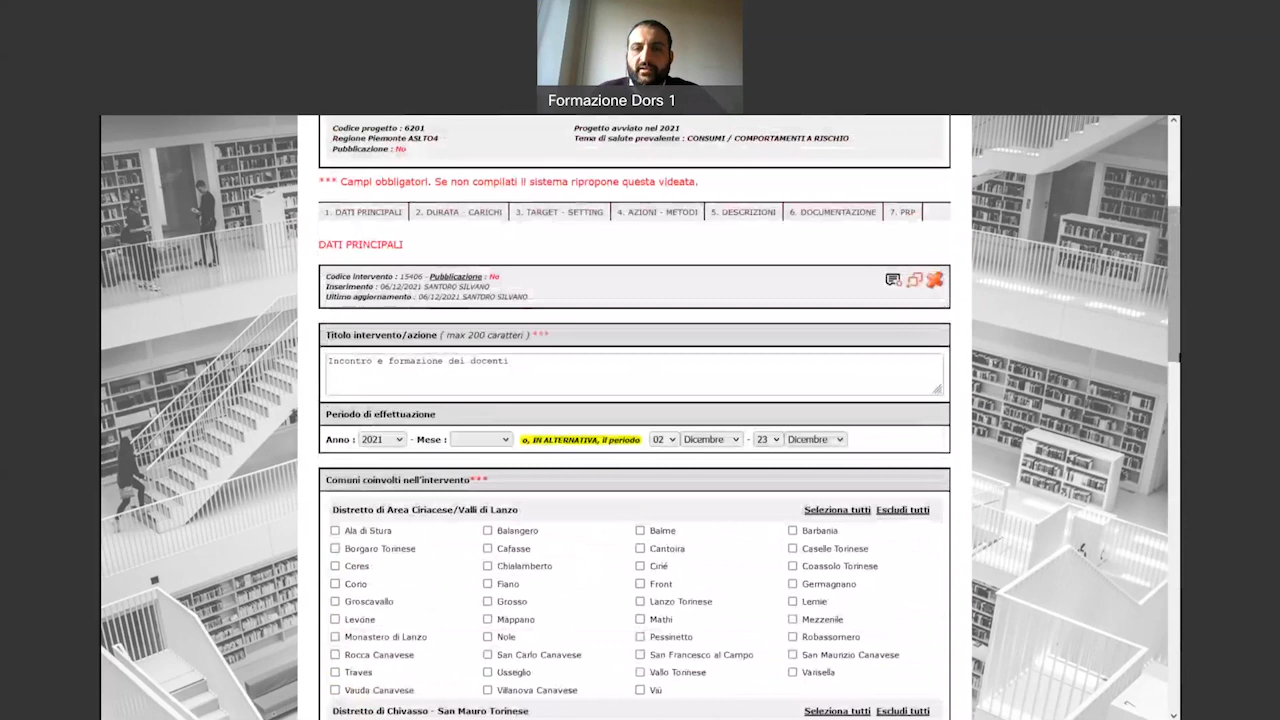 Formazione Dors 1
Codice progetto : 6201
Progetto avviato nel 2021
Regione Piemonte ASLTO4
Tema di salute prevalente : CONSUMI / COMPORTAMENTI A RISCHIO
Pubblicazione : No
*** Campi obbligatori. Se non compilati il sistema ripropone questa videata.
1. DATI PRINCIPALI 2. DURATA - CARICHI 3. TARGET - SETTING 4. AZIONI - METODI 5. DESCRIZIONI 6. DOCUMENTAZIONE 7. PRP
DATI PRINCIPALI
Codice intervento : 15406 - Pubblicazione : No
Inserimento : 06/12/2021 SANTORO SILVANO
Ultimo aggiornamento : 06/12/2021 SANTORO SILVANO
Titolo intervento/azione ( max 200 caratteri ) ***
Incontro e formazione dei docenti
Periodo di effettuazione
Anno : 2021 - Mese : o, IN ALTERNATIVA, il periodo 02 Dicembre - 23 Dicembre
Comuni coinvolti nell'intervento***
Distretto di Area Ciriacese/Valli di Lanzo Seleziona tutti Escludi tutti
Ala di Stura Balangero Balme Barbania
Borgaro Torinese Cafasse Cantoira Caselle Torinese
Ceres Chialamberto Cirié Coassolo Torinese
Corio Fiano Front Germagnano
Groscavallo Grosso Lanzo Torinese Lemie
Levone Mappano Mathi Mezzenile
Monastero di Lanzo Nole Pessinetto Robassomero
Rocca Canavese San Carlo Canavese San Francesco al Campo San Maurizio Canavese
Traves Usseglio Vallo Torinese Varisella
Vauda Canavese Villanova Canavese Viù
Distretto di Chivasso - San Mauro Torinese Seleziona tutti Escludi tutti